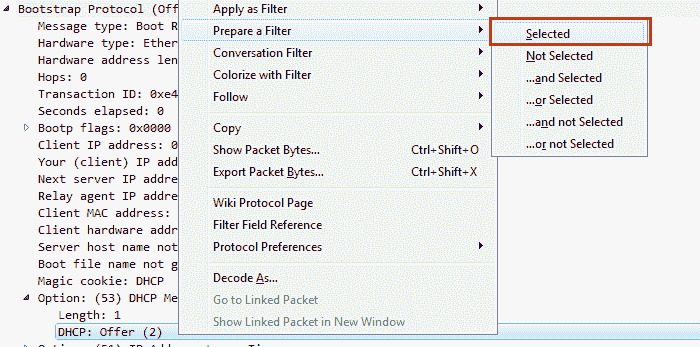 Bootstrap Protocol (Off
Message type: Boot R
Hardware type: Ether
Hardware address len
Hops: 0
Transaction ID: 0xe4
Seconds elapsed: 0
Bootp flags: 0x0000
Client IP address: 0
Your (client) IP addre
Next server IP addre
Relay agent IP addre
Client MAC address:
Client hardware addr
Server host name not
Boot file name not g
Magic cookie: DHCP
Option: (53) DHCP Me
Length: 1
DHCP: Offer (2)
Apply as Filter
Prepare a Filter
Conversation Filter
Colorize with Filter
Follow
Copy
Show Packet Bytes... Ctrl+Shift+O
Export Packet Bytes... Ctrl+Shift+X
Wiki Protocol Page
Filter Field Reference
Protocol Preferences
Decode As...
Go to Linked Packet
Show Linked Packet in New Window
Selected
Not Selected
...and Selected
...or Selected
...and not Selected
...or not Selected